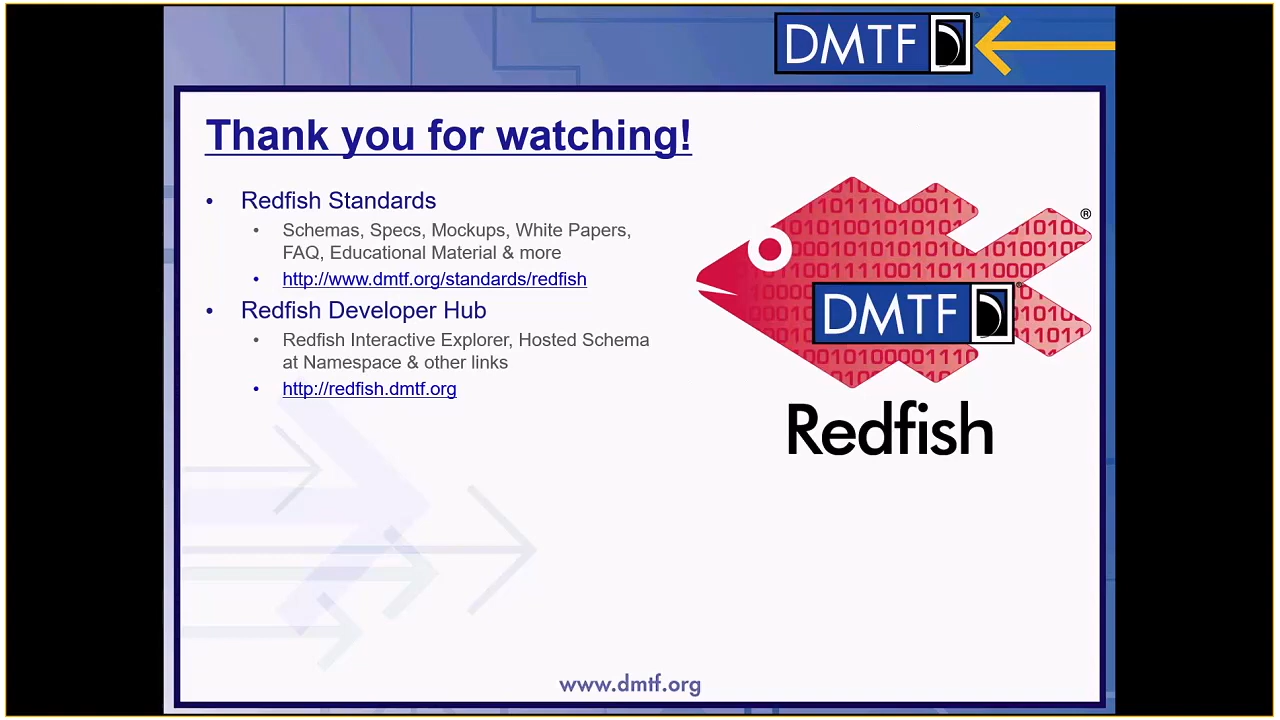 DMTF
Thank you for watching!
• Redfish Standards
• Schemas, Specs, Mockups, White Papers,
FAQ, Educational Material & more
• http://www.dmtf.org/standards/redfish
• Redfish Developer Hub
• Redfish Interactive Explorer, Hosted Schema
at Namespace & other links
• http://redfish.dmtf.org
®
DMTF
Redfish
www.dmtf.org